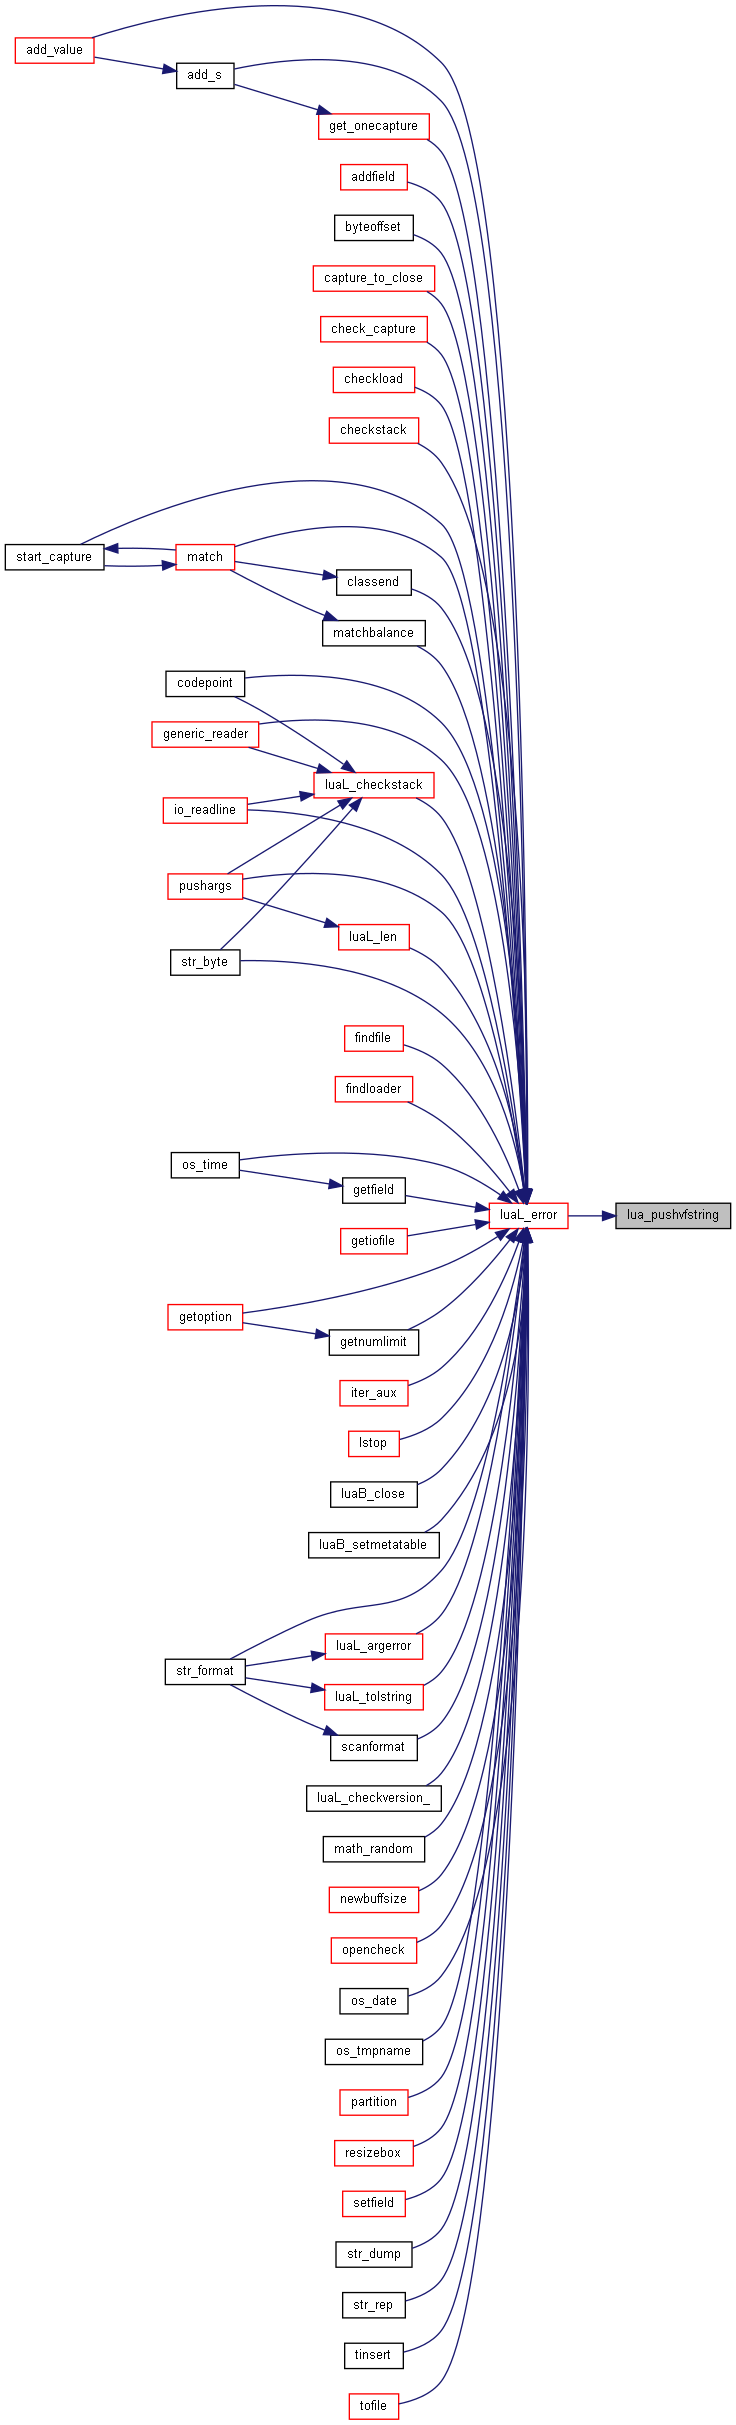 add_value
add_s
get_onecapture
addfield
byteoffset
capture_to_close
check_capture
checkload
checkstack
start_capture
match
classend
matchbalance
codepoint
generic_reader
luaL_checkstack
io_readline
pushargs
luaL_len
str_byte
findfile
findloader
os_time
getfield
luaL_error
lua_pushvfstring
getiofile
getoption
getnumlimit
iter_aux
lstop
luaB_close
luaB_setmetatable
luaL_argerror
str_format
luaL_tolstring
scanformat
luaL_checkversion_
math_random
newbuffsize
opencheck
os_date
os_tmpname
partition
resizebox
setfield
str_dump
str_rep
tinsert
tofile